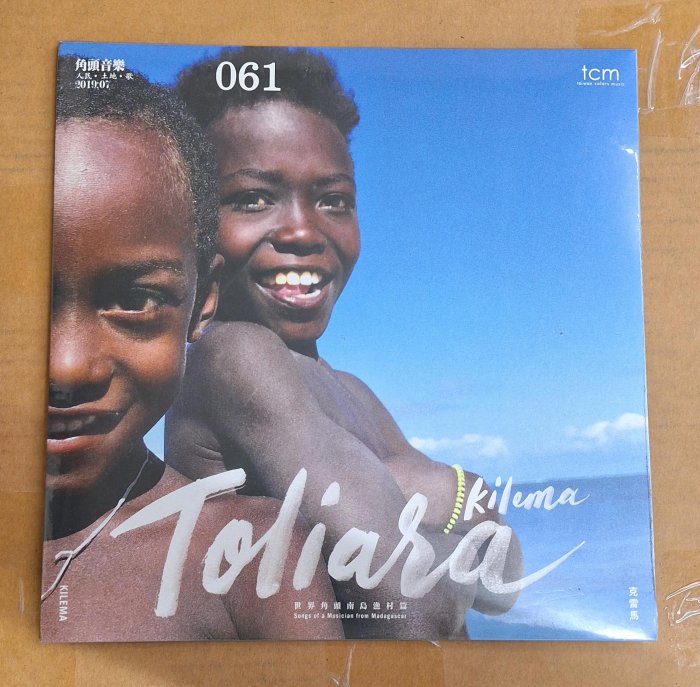 角頭音樂
人民・土地・歌
2019.07
061
tcm
taiwan colors music
kilema
Toliara
世界角頭南島漁村篇
Songs of a Musician from Madagascar
KILEMA
克雷馬